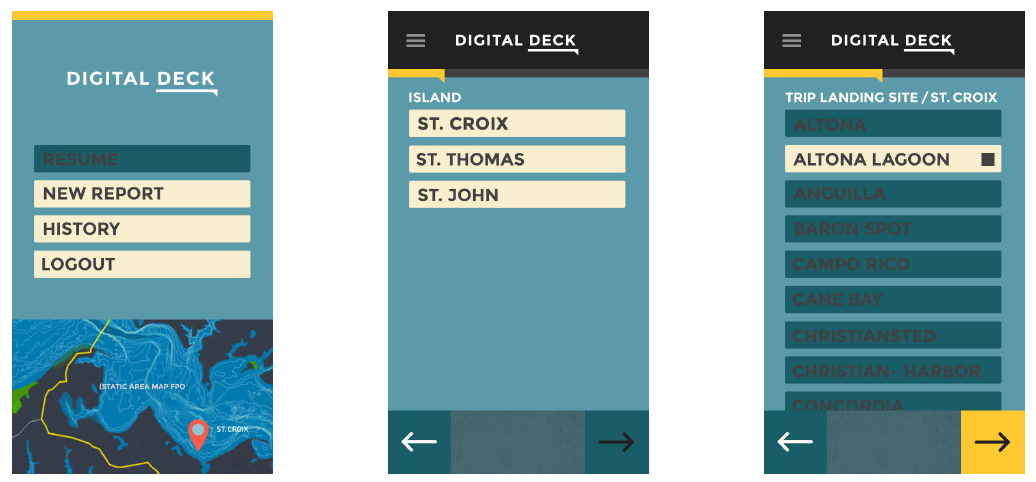 DIGITAL DECK
RESUME
NEW REPORT
HISTORY
LOGOUT
(STATIC AREA MAP FPO
ST. CROIX
DIGITAL DECK
ISLAND
ST. CROIX
ST. THOMAS
ST. JOHN
DIGITAL DECK
TRIP LANDING SITE / ST. CROIX
ALTONA
ALTONA LAGOON
ANGUILLA
BARON SPOT
CAMPO RICO
CANE BAY
CHRISTIANSTED
CHRISTIAN- HARBOR
CONCORDIA